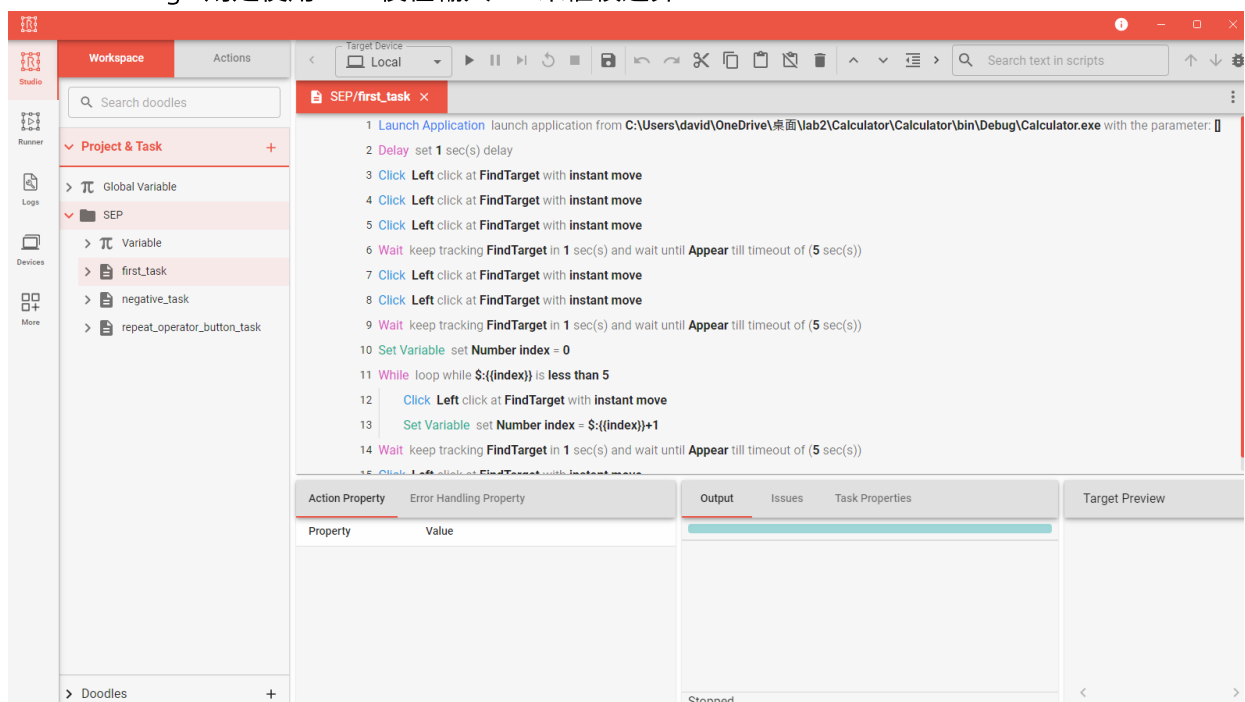 Workspace
Actions
Target Device
Local
Search text in scripts
Studio
Runner
Logs
Devices
More
Search doodles
Project & Task
Global Variable
SEP
Variable
first_task
negative_task
repeat_operator_button_task
Doodles
SEP/first_task
1 Launch Application launch application from C:\Users\david\OneDrive\桌面\lab2\Calculator\Calculator\bin\Debug\Calculator.exe with the parameter: []
2 Delay set 1 sec(s) delay
3 Click Left click at FindTarget with instant move
4 Click Left click at FindTarget with instant move
5 Click Left click at FindTarget with instant move
6 Wait keep tracking FindTarget in 1 sec(s) and wait until Appear till timeout of (5 sec(s))
7 Click Left click at FindTarget with instant move
8 Click Left click at FindTarget with instant move
9 Wait keep tracking FindTarget in 1 sec(s) and wait until Appear till timeout of (5 sec(s))
10 Set Variable set Number index = 0
11 While loop while $:{{index}} is less than 5
12 Click Left click at FindTarget with instant move
13 Set Variable set Number index = $:{{index}}+1
14 Wait keep tracking FindTarget in 1 sec(s) and wait until Appear till timeout of (5 sec(s))
15 Click Left click at FindTarget with instant move
Action Property
Error Handling Property
Property
Value
Output
Issues
Task Properties
Target Preview
Stopped